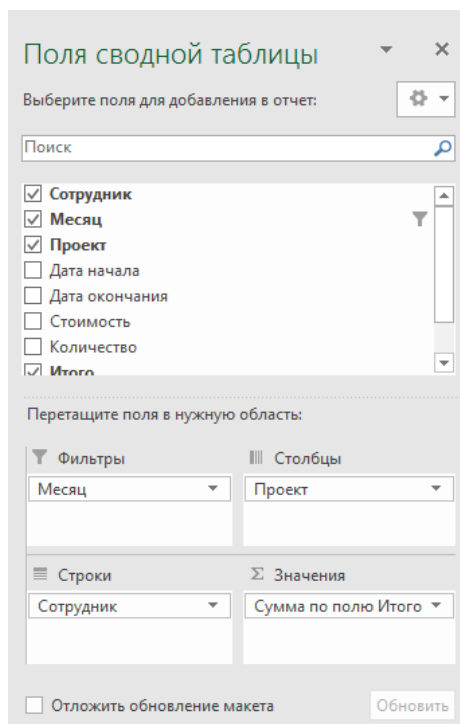 Поля сводной таблицы
Выберите поля для добавления в отчет:
Поиск
Сотрудник
Месяц
Проект
Дата начала
Дата окончания
Стоимость
Количество
Итого
Перетащите поля в нужную область:
Фильтры
Столбцы
Месяц
Проект
Строки
Σ Значения
Сотрудник
Сумма по полю Итого
Отложить обновление макета
Обновить